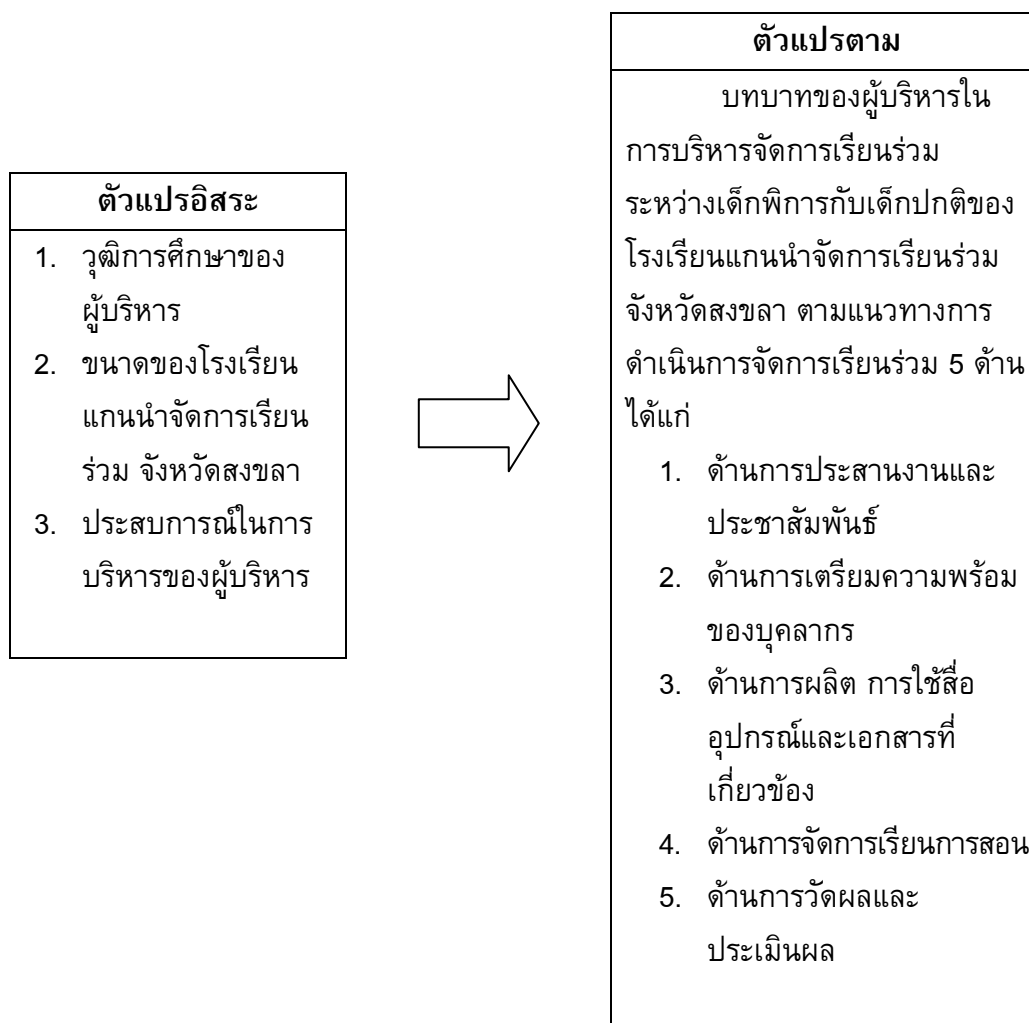 ตัวแปรอิสระ
1. วุฒิการศึกษาของ
ผู้บริหาร
2. ขนาดของโรงเรียน
แกนนำจัดการเรียน
ร่วม จังหวัดสงขลา
3. ประสบการณ์ในการ
บริหารของผู้บริหาร
ตัวแปรตาม
บทบาทของผู้บริหารใน
การบริหารจัดการเรียนร่วม
ระหว่างเด็กพิการกับเด็กปกติของ
โรงเรียนแกนนำจัดการเรียนร่วม
จังหวัดสงขลา ตามแนวทางการ
ดำเนินการจัดการเรียนร่วม 5 ด้าน
ได้แก่
1. ด้านการประสานงานและ
ประชาสัมพันธ์
2. ด้านการเตรียมความพร้อม
ของบุคลากร
3. ด้านการผลิต การใช้สื่อ
อุปกรณ์และเอกสารที่
เกี่ยวข้อง
4. ด้านการจัดการเรียนการสอน
5. ด้านการวัดผลและ
ประเมินผล